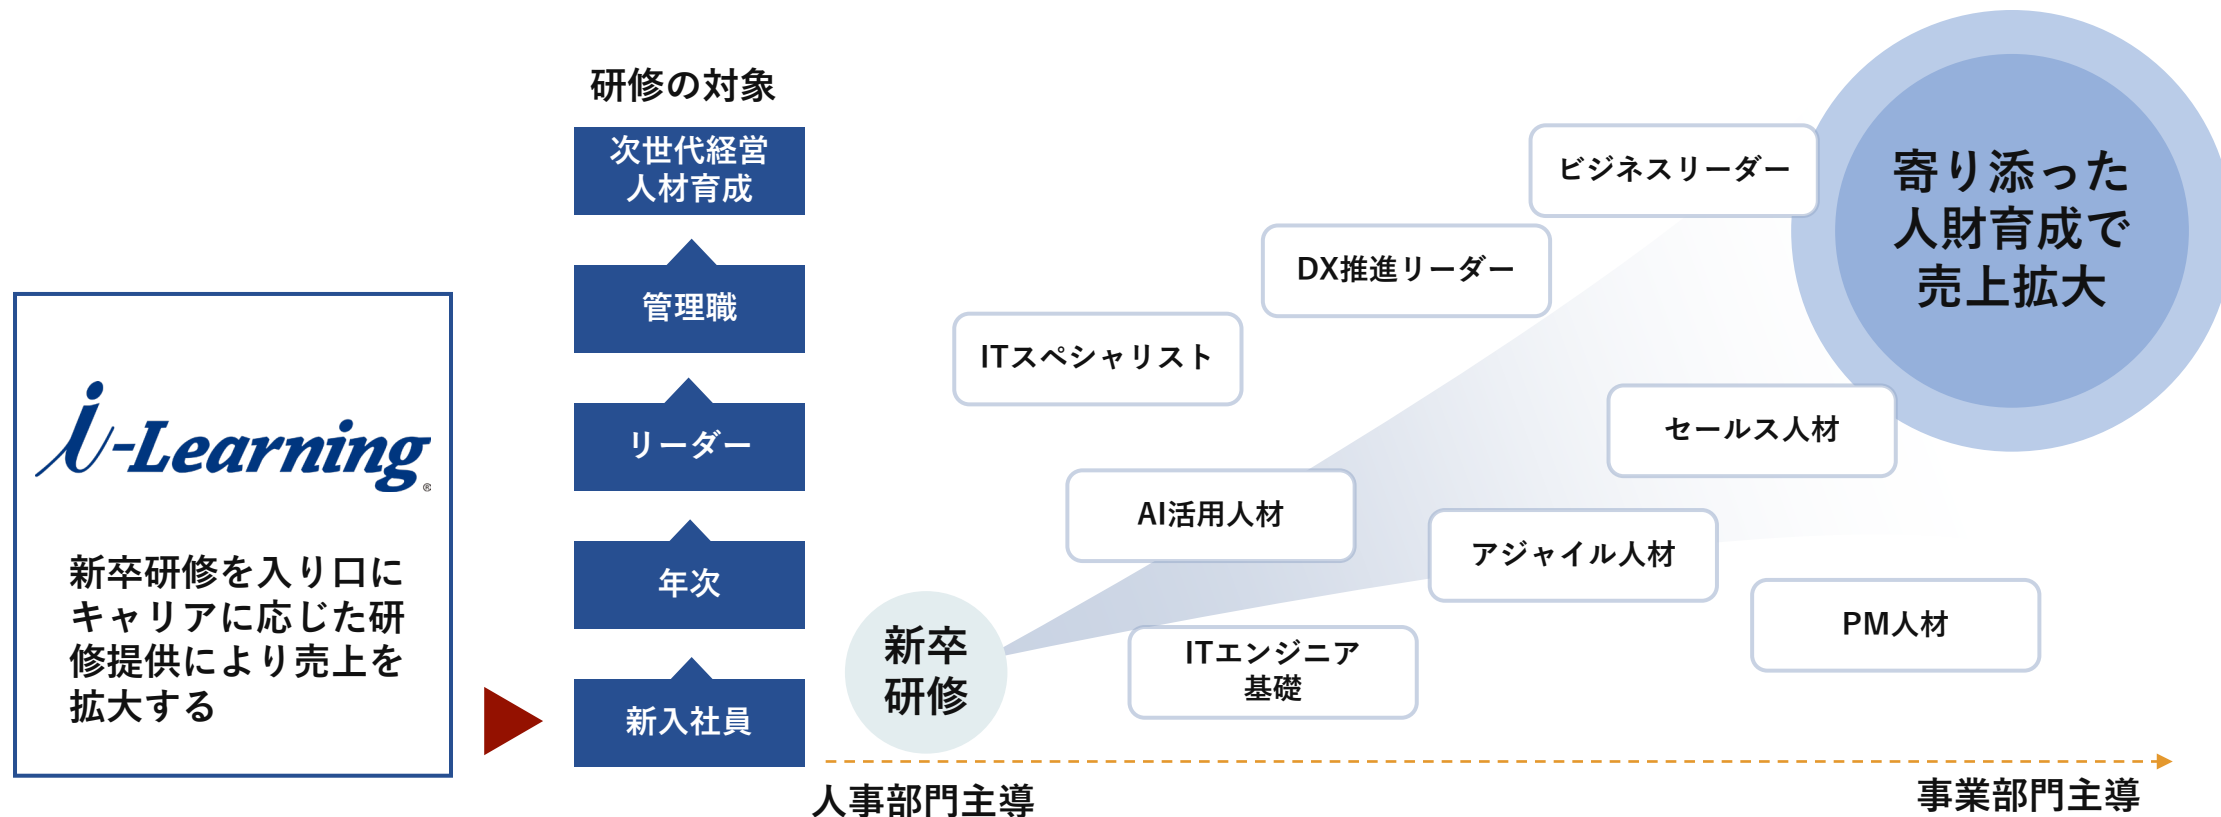 i-Learning®
新卒研修を入り口に
キャリアに応じた研
修提供により売上を
拡大する
研修の対象
次世代経営
人材育成
管理職
リーダー
年次
新入社員
ビジネスリーダー
DX推進リーダー
ITスペシャリスト
セールス人材
AI活用人材
アジャイル人材
PM人材
ITエンジニア
基礎
新卒
研修
寄り添った
人財育成で
売上拡大
人事部門主導
事業部門主導